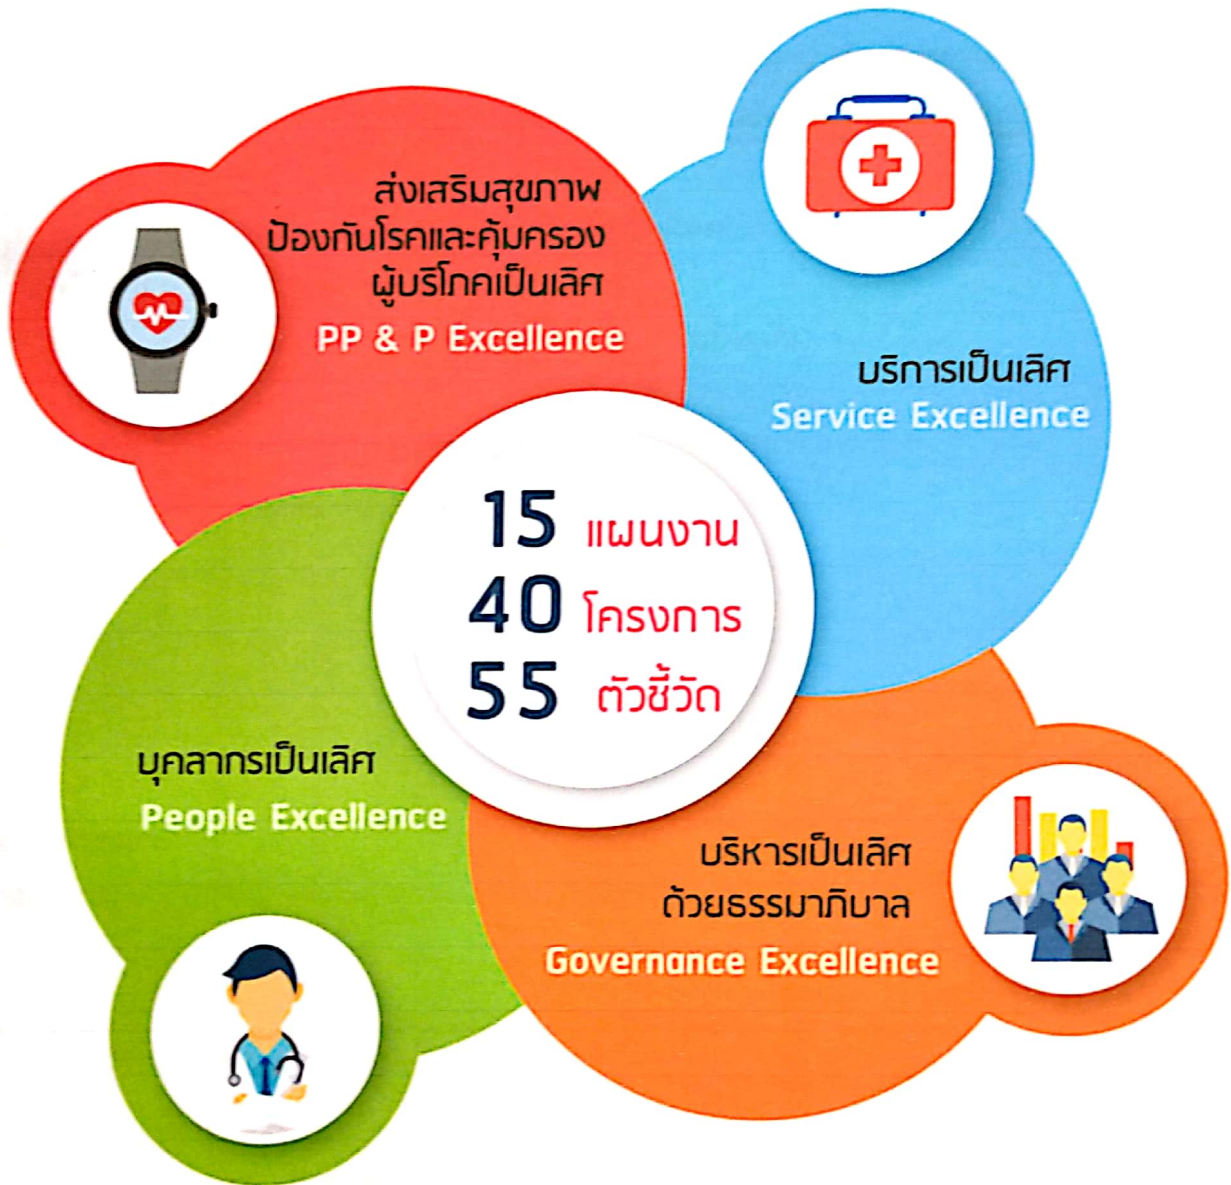 ส่งเสริมสุขภาพ
ป้องกันโรคและคุ้มครอง
ผู้บริโภคเป็นเลิศ
PP & P Excellence
บริการเป็นเลิศ
Service Excellence
15 แผนงาน
40 โครงการ
55 ตัวชี้วัด
บุคลากรเป็นเลิศ
People Excellence
บริหารเป็นเลิศ
ด้วยธรรมาภิบาล
Governance Excellence